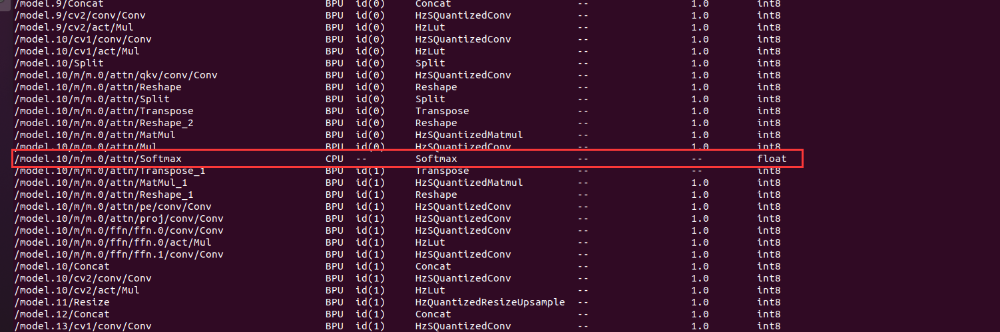 /model.9/Concat BPU id(0) Concat -- 1.0 int8
/model.9/cv2/conv/Conv BPU id(0) HzSQuantizedConv -- 1.0 int8
/model.9/cv2/act/Mul BPU id(0) HzLut -- 1.0 int8
/model.10/cv1/conv/Conv BPU id(0) HzSQuantizedConv -- 1.0 int8
/model.10/cv1/act/Mul BPU id(0) HzLut -- 1.0 int8
/model.10/Split BPU id(0) Split -- 1.0 int8
/model.10/m/m.0/attn/qkv/conv/Conv BPU id(0) HzSQuantizedConv -- 1.0 int8
/model.10/m/m.0/attn/Reshape BPU id(0) Reshape -- 1.0 int8
/model.10/m/m.0/attn/Split BPU id(0) Split -- 1.0 int8
/model.10/m/m.0/attn/Transpose BPU id(0) Transpose -- 1.0 int8
/model.10/m/m.0/attn/Reshape_2 BPU id(0) Reshape -- 1.0 int8
/model.10/m/m.0/attn/MatMul BPU id(0) HzSQuantizedMatmul -- 1.0 int8
/model.10/m/m.0/attn/Mul BPU id(0) HzSQuantizedConv -- 1.0 int8
/model.10/m/m.0/attn/Softmax CPU -- Softmax -- -- float
/model.10/m/m.0/attn/Transpose_1 BPU id(1) Transpose -- -- int8
/model.10/m/m.0/attn/MatMul_1 BPU id(1) HzSQuantizedMatmul -- 1.0 int8
/model.10/m/m.0/attn/Reshape_1 BPU id(1) Reshape -- 1.0 int8
/model.10/m/m.0/attn/pe/conv/Conv BPU id(1) HzSQuantizedConv -- 1.0 int8
/model.10/m/m.0/attn/proj/conv/Conv BPU id(1) HzSQuantizedConv -- 1.0 int8
/model.10/m/m.0/ffn/ffn.0/conv/Conv BPU id(1) HzSQuantizedConv -- 1.0 int8
/model.10/m/m.0/ffn/ffn.0/act/Mul BPU id(1) HzLut -- 1.0 int8
/model.10/m/m.0/ffn/ffn.1/conv/Conv BPU id(1) HzSQuantizedConv -- 1.0 int8
/model.10/Concat BPU id(1) Concat -- 1.0 int8
/model.10/cv2/conv/Conv BPU id(1) HzSQuantizedConv -- 1.0 int8
/model.10/cv2/act/Mul BPU id(1) HzLut -- 1.0 int8
/model.11/Resize BPU id(1) HzQuantizedResizeUpsample -- 1.0 int8
/model.12/Concat BPU id(1) Concat -- 1.0 int8
/model.13/cv1/conv/Conv BPU id(1) HzSQuantizedConv -- 1.0 int8